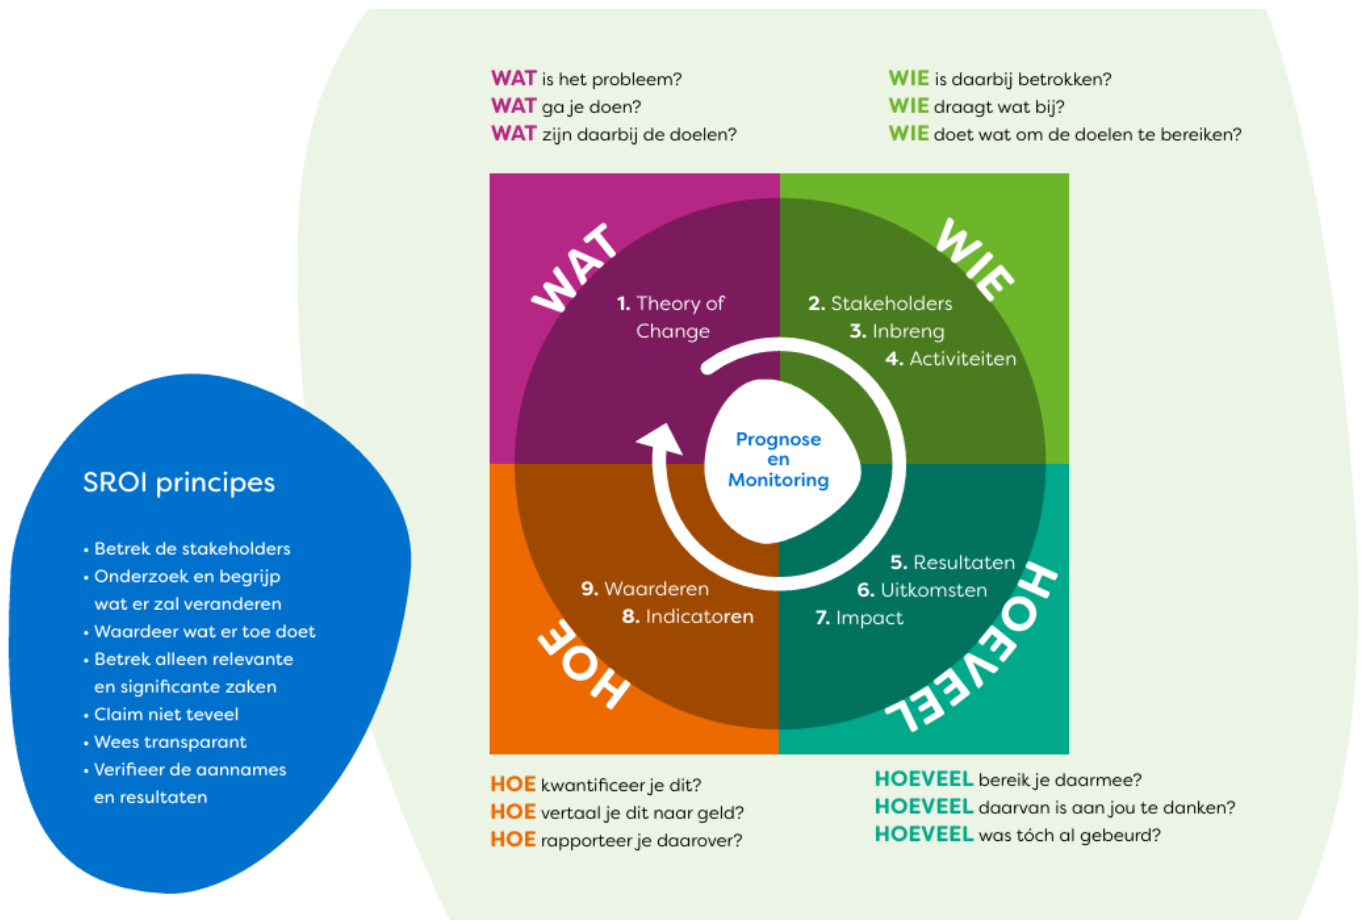 WAT is het probleem?
WAT ga je doen?
WAT zijn daarbij de doelen?
WIE is daarbij betrokken?
WIE draagt wat bij?
WIE doet wat om de doelen te bereiken?
WAT
1. Theory of
Change
WIE
2. Stakeholders
3. Inbreng
4. Activiteiten
Prognose
en
Monitoring
HOEVEEL
5. Resultaten
6. Uitkomsten
7. Impact
HOE
9. Waarderen
8. Indicatoren
HOE kwantificeer je dit?
HOE vertaal je dit naar geld?
HOE rapporteer je daarover?
HOEVEEL bereik je daarmee?
HOEVEEL daarvan is aan jou te danken?
HOEVEEL was tóch al gebeurd?
SROI principes
• Betrek de stakeholders
• Onderzoek en begrijp
wat er zal veranderen
• Waardeer wat er toe doet
• Betrek alleen relevante
en significante zaken
• Claim niet teveel
• Wees transparant
• Verifieer de aannames
en resultaten